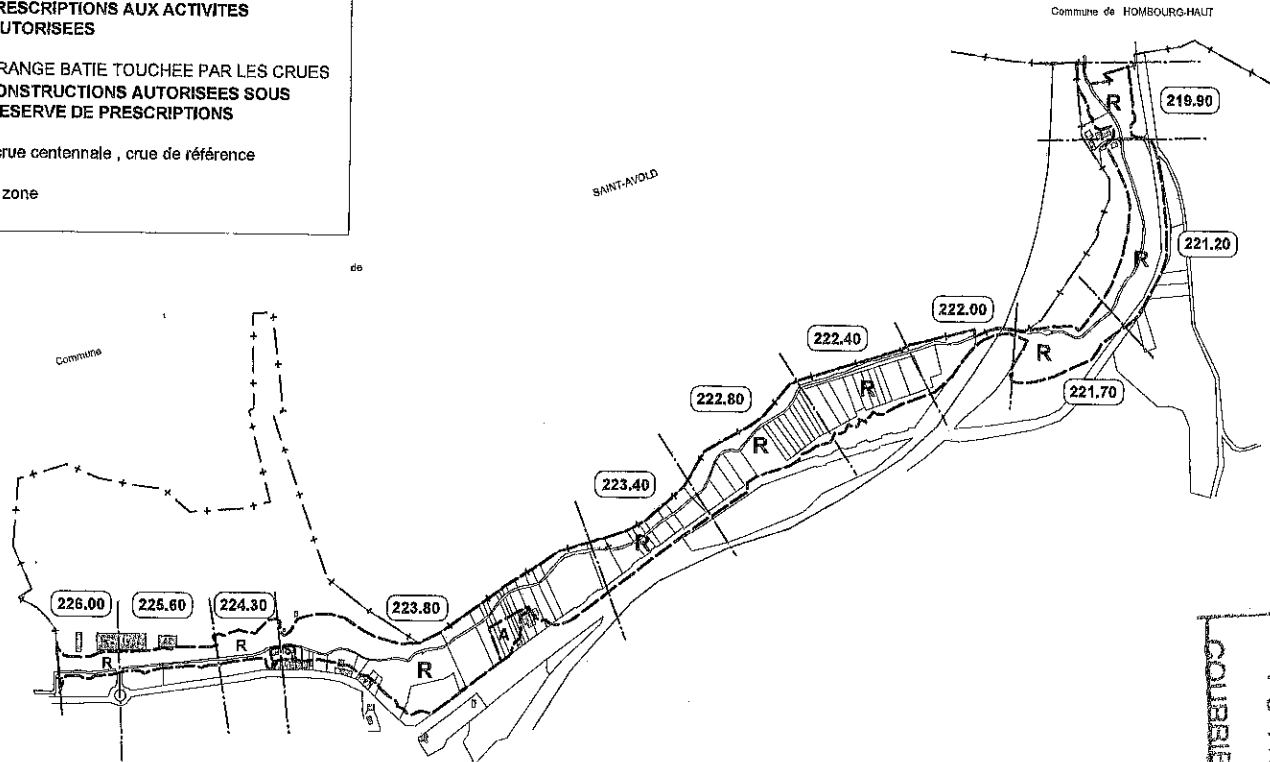 RESCRIPTIONS AUX ACTIVITES
UTORISEES
RANGE BATIE TOUCHEE PAR LES CRUES
ONSTRUCTIONS AUTORISEES SOUS
ESERVE DE PRESCRIPTIONS
crue centennale , crue de référence
zone
Commune de HOMBOURG-HAUT
R
219.90
SAINT-AVOLD
221.20
R
de
222.00
222.40
R
Commune
221.70
222.80
R
R
223.40
R
226.00
225.60
224.30
223.80
A
R
R
R
COURRIE